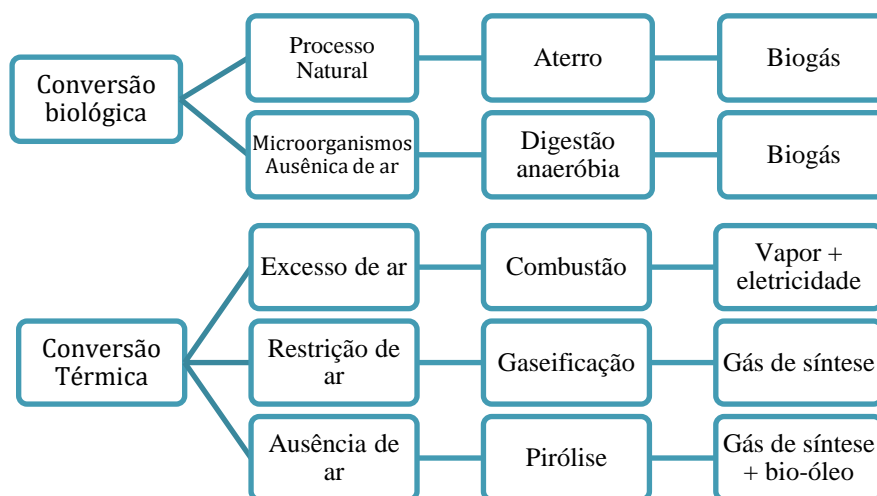 Conversão
biológica
Processo
Natural
Aterro
Biogás
Microorganismos
Ausênica de ar
Digestão
anaeróbia
Biogás
Conversão
Térmica
Excesso de ar
Combustão
Vapor +
eletricidade
Restrição de
ar
Gaseificação
Gás de síntese
Ausência de
ar
Pirólise
Gás de síntese
+ bio-óleo